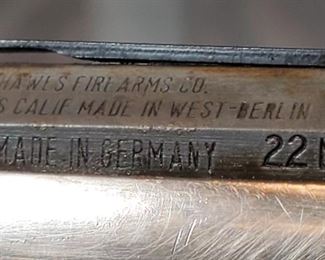 HAWES FIREARMS CO.
S CALIF. MADE IN WEST-BERLIN
MADE IN GERMANY 22